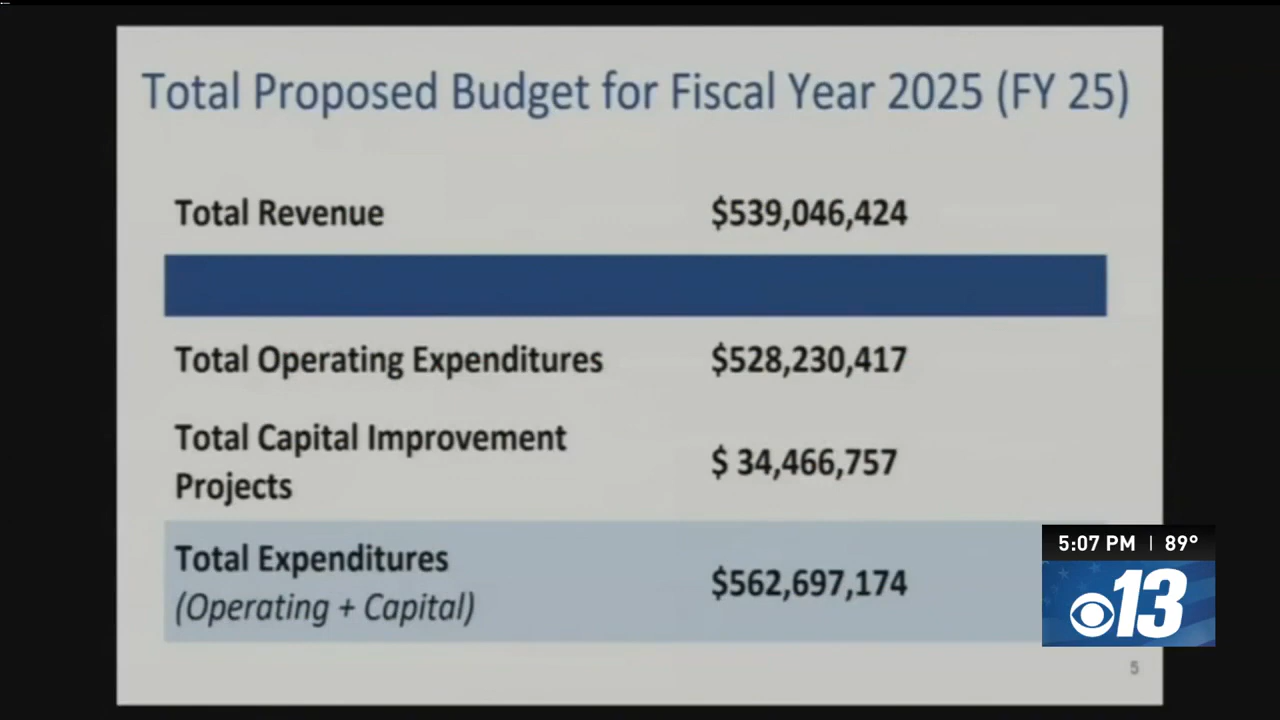 Total Proposed Budget for Fiscal Year 2025 (FY 25)
Total Revenue $539,046,424
Total Operating Expenditures $528,230,417
Total Capital Improvement
Projects
$ 34,466,757
Total Expenditures
(Operating + Capital)
$562,697,174
5:07 PM | 89°
13
5